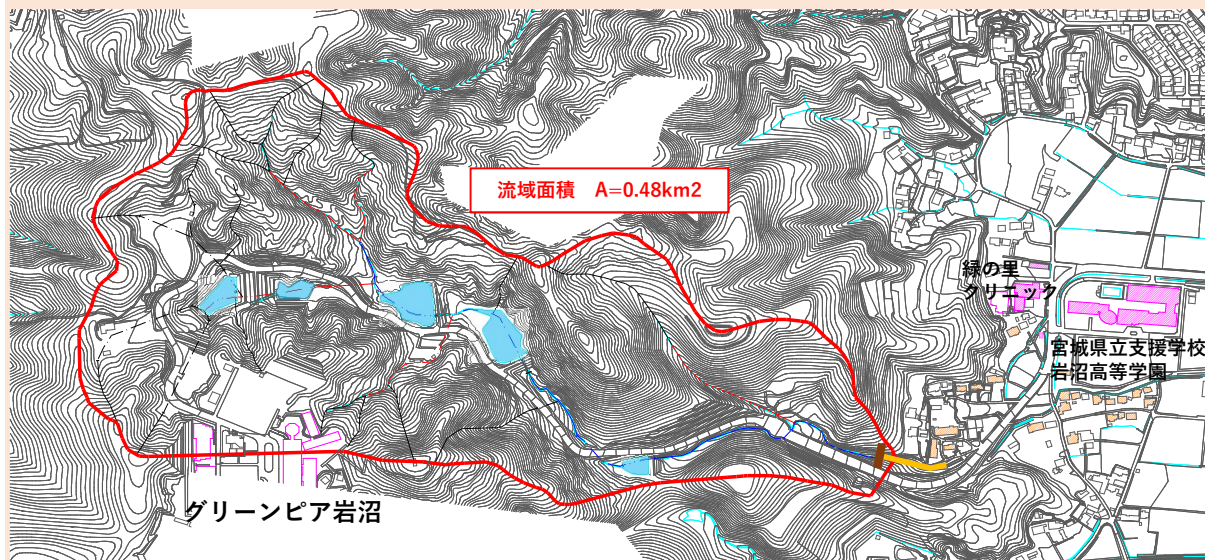 流域面積　A=0.48km2
緑の里
クリニック
宮城県立支援学校
岩沼高等学園
グリーンピア岩沼